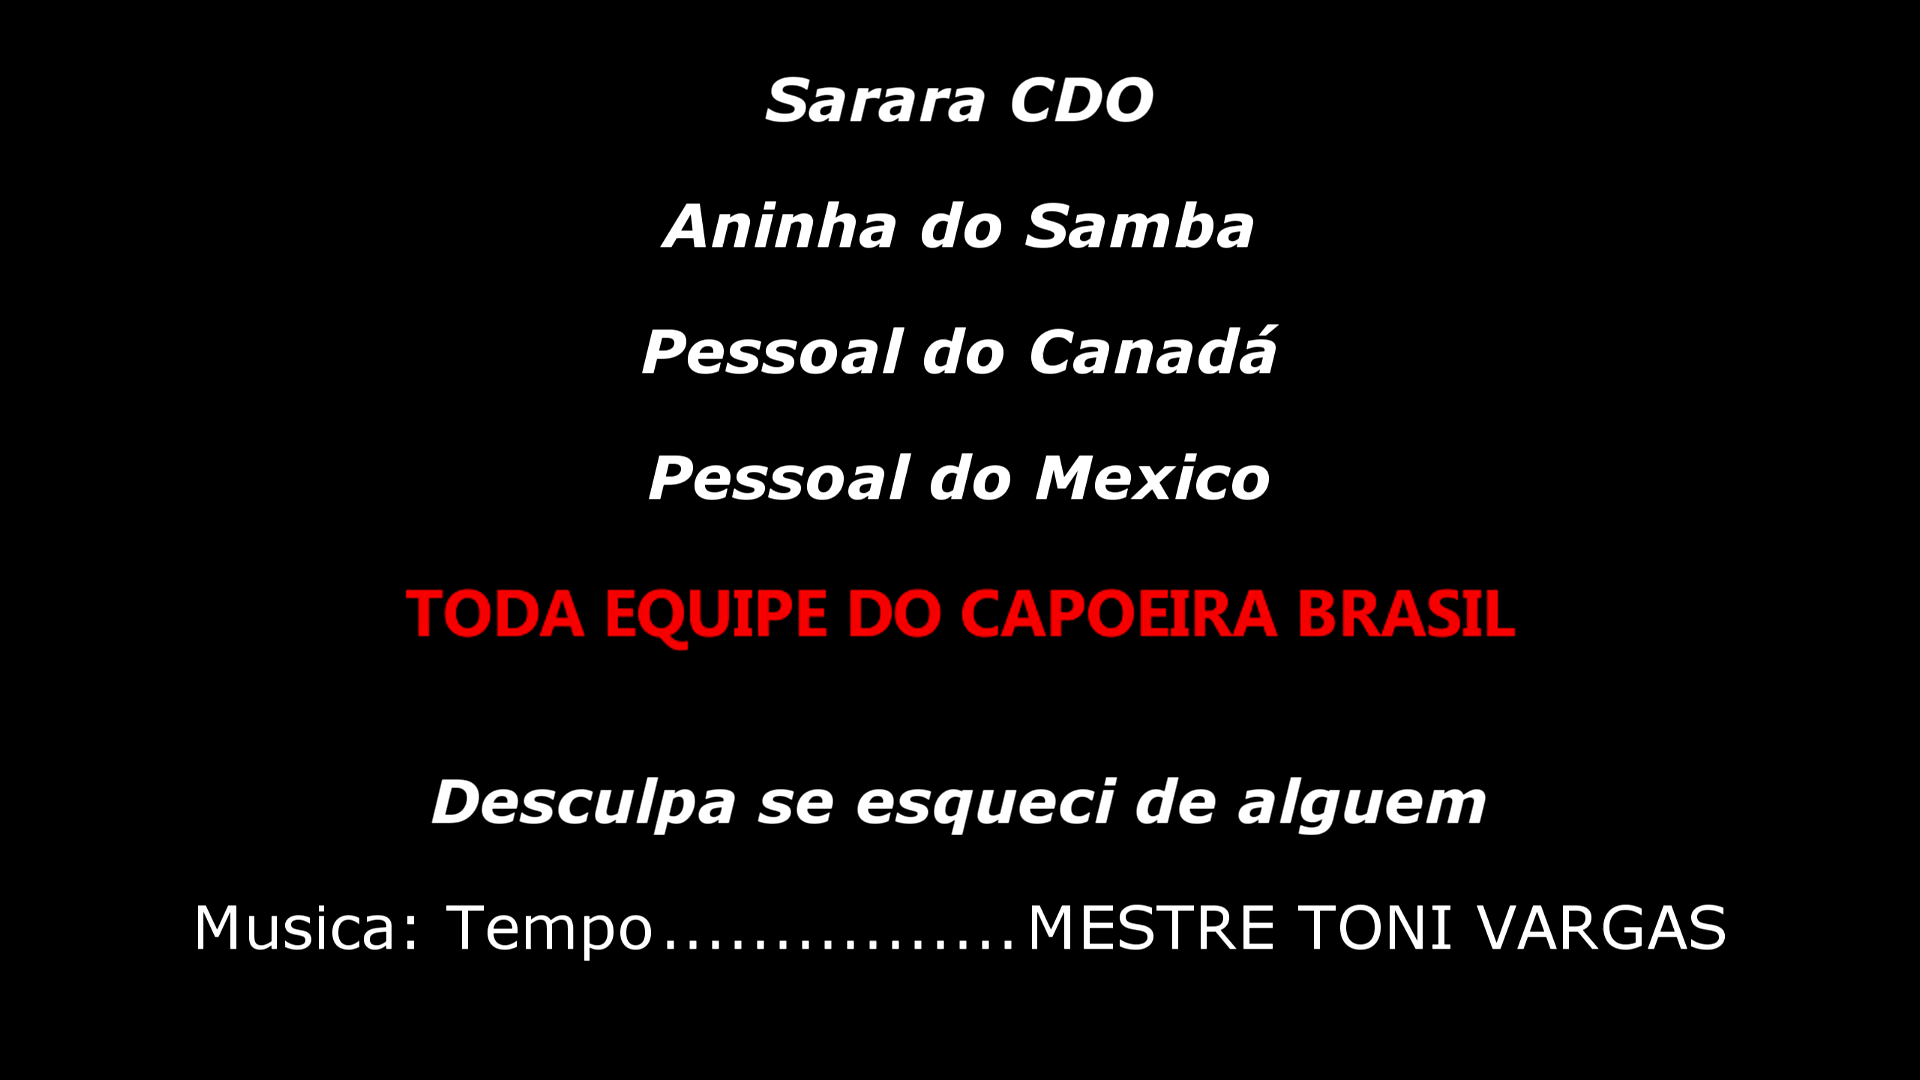 Sarara CDO
Aninha do Samba
Pessoal do Canadá
Pessoal do Mexico
TODA EQUIPE DO CAPOEIRA BRASIL
Desculpa se esqueci de alguem
Musica: Tempo................MESTRE TONI VARGAS